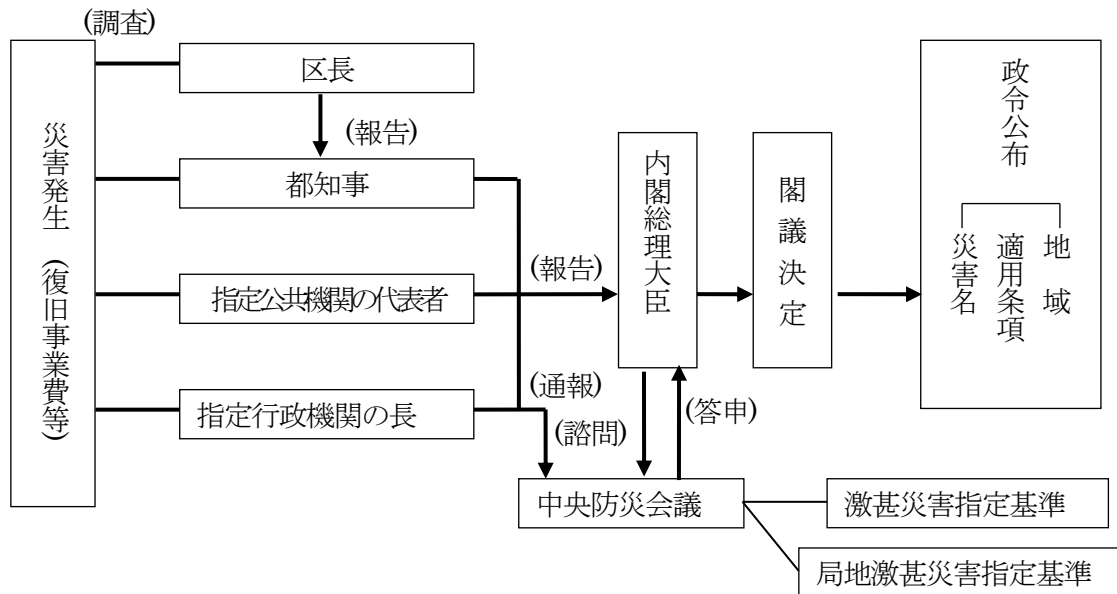 (調査)
災害発生 (復旧事業費等)
区長
(報告)
都知事
指定公共機関の代表者
指定行政機関の長
(報告)
(通報)
(諮問)
(答申)
内閣総理大臣
閣議決定
政令公布
災害名
適用条項
地域
中央防災会議
激甚災害指定基準
局地激甚災害指定基準